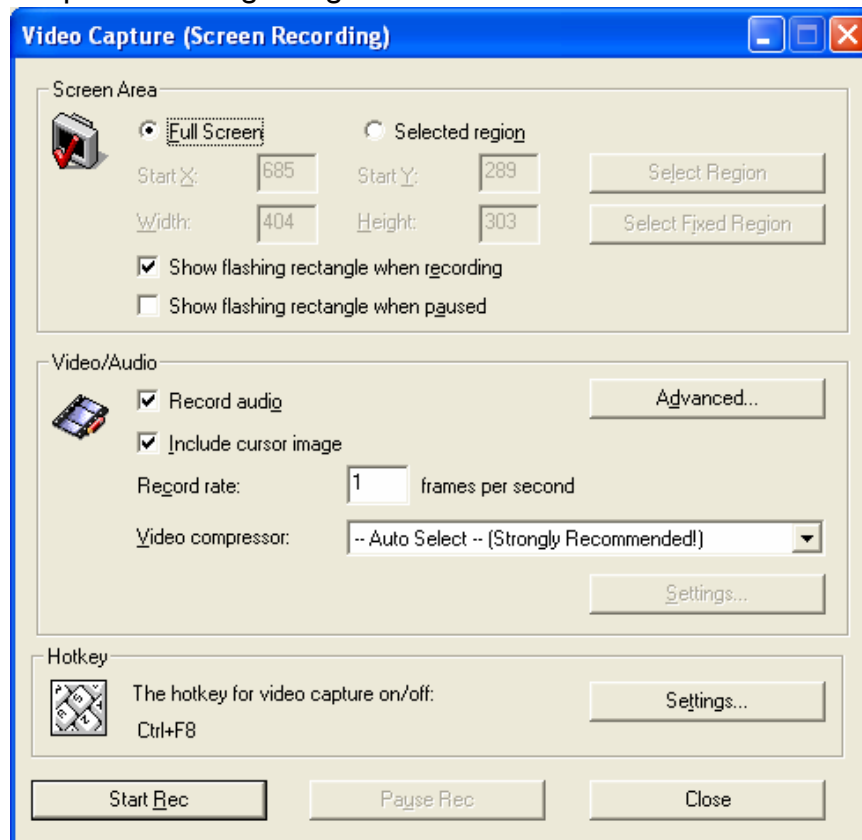 Video Capture (Screen Recording)
Screen Area
Full Screen Selected region
Start X: 685 Start Y: 289 Select Region
Width: 404 Height: 303 Select Fixed Region
Show flashing rectangle when recording
Show flashing rectangle when paused
Video/Audio
Record audio Advanced...
Include cursor image
Record rate: 1 frames per second
Video compressor: -- Auto Select -- (Strongly Recommended!)
Settings...
Hotkey
The hotkey for video capture on/off: Settings...
Ctrl+F8
Start Rec Pause Rec Close